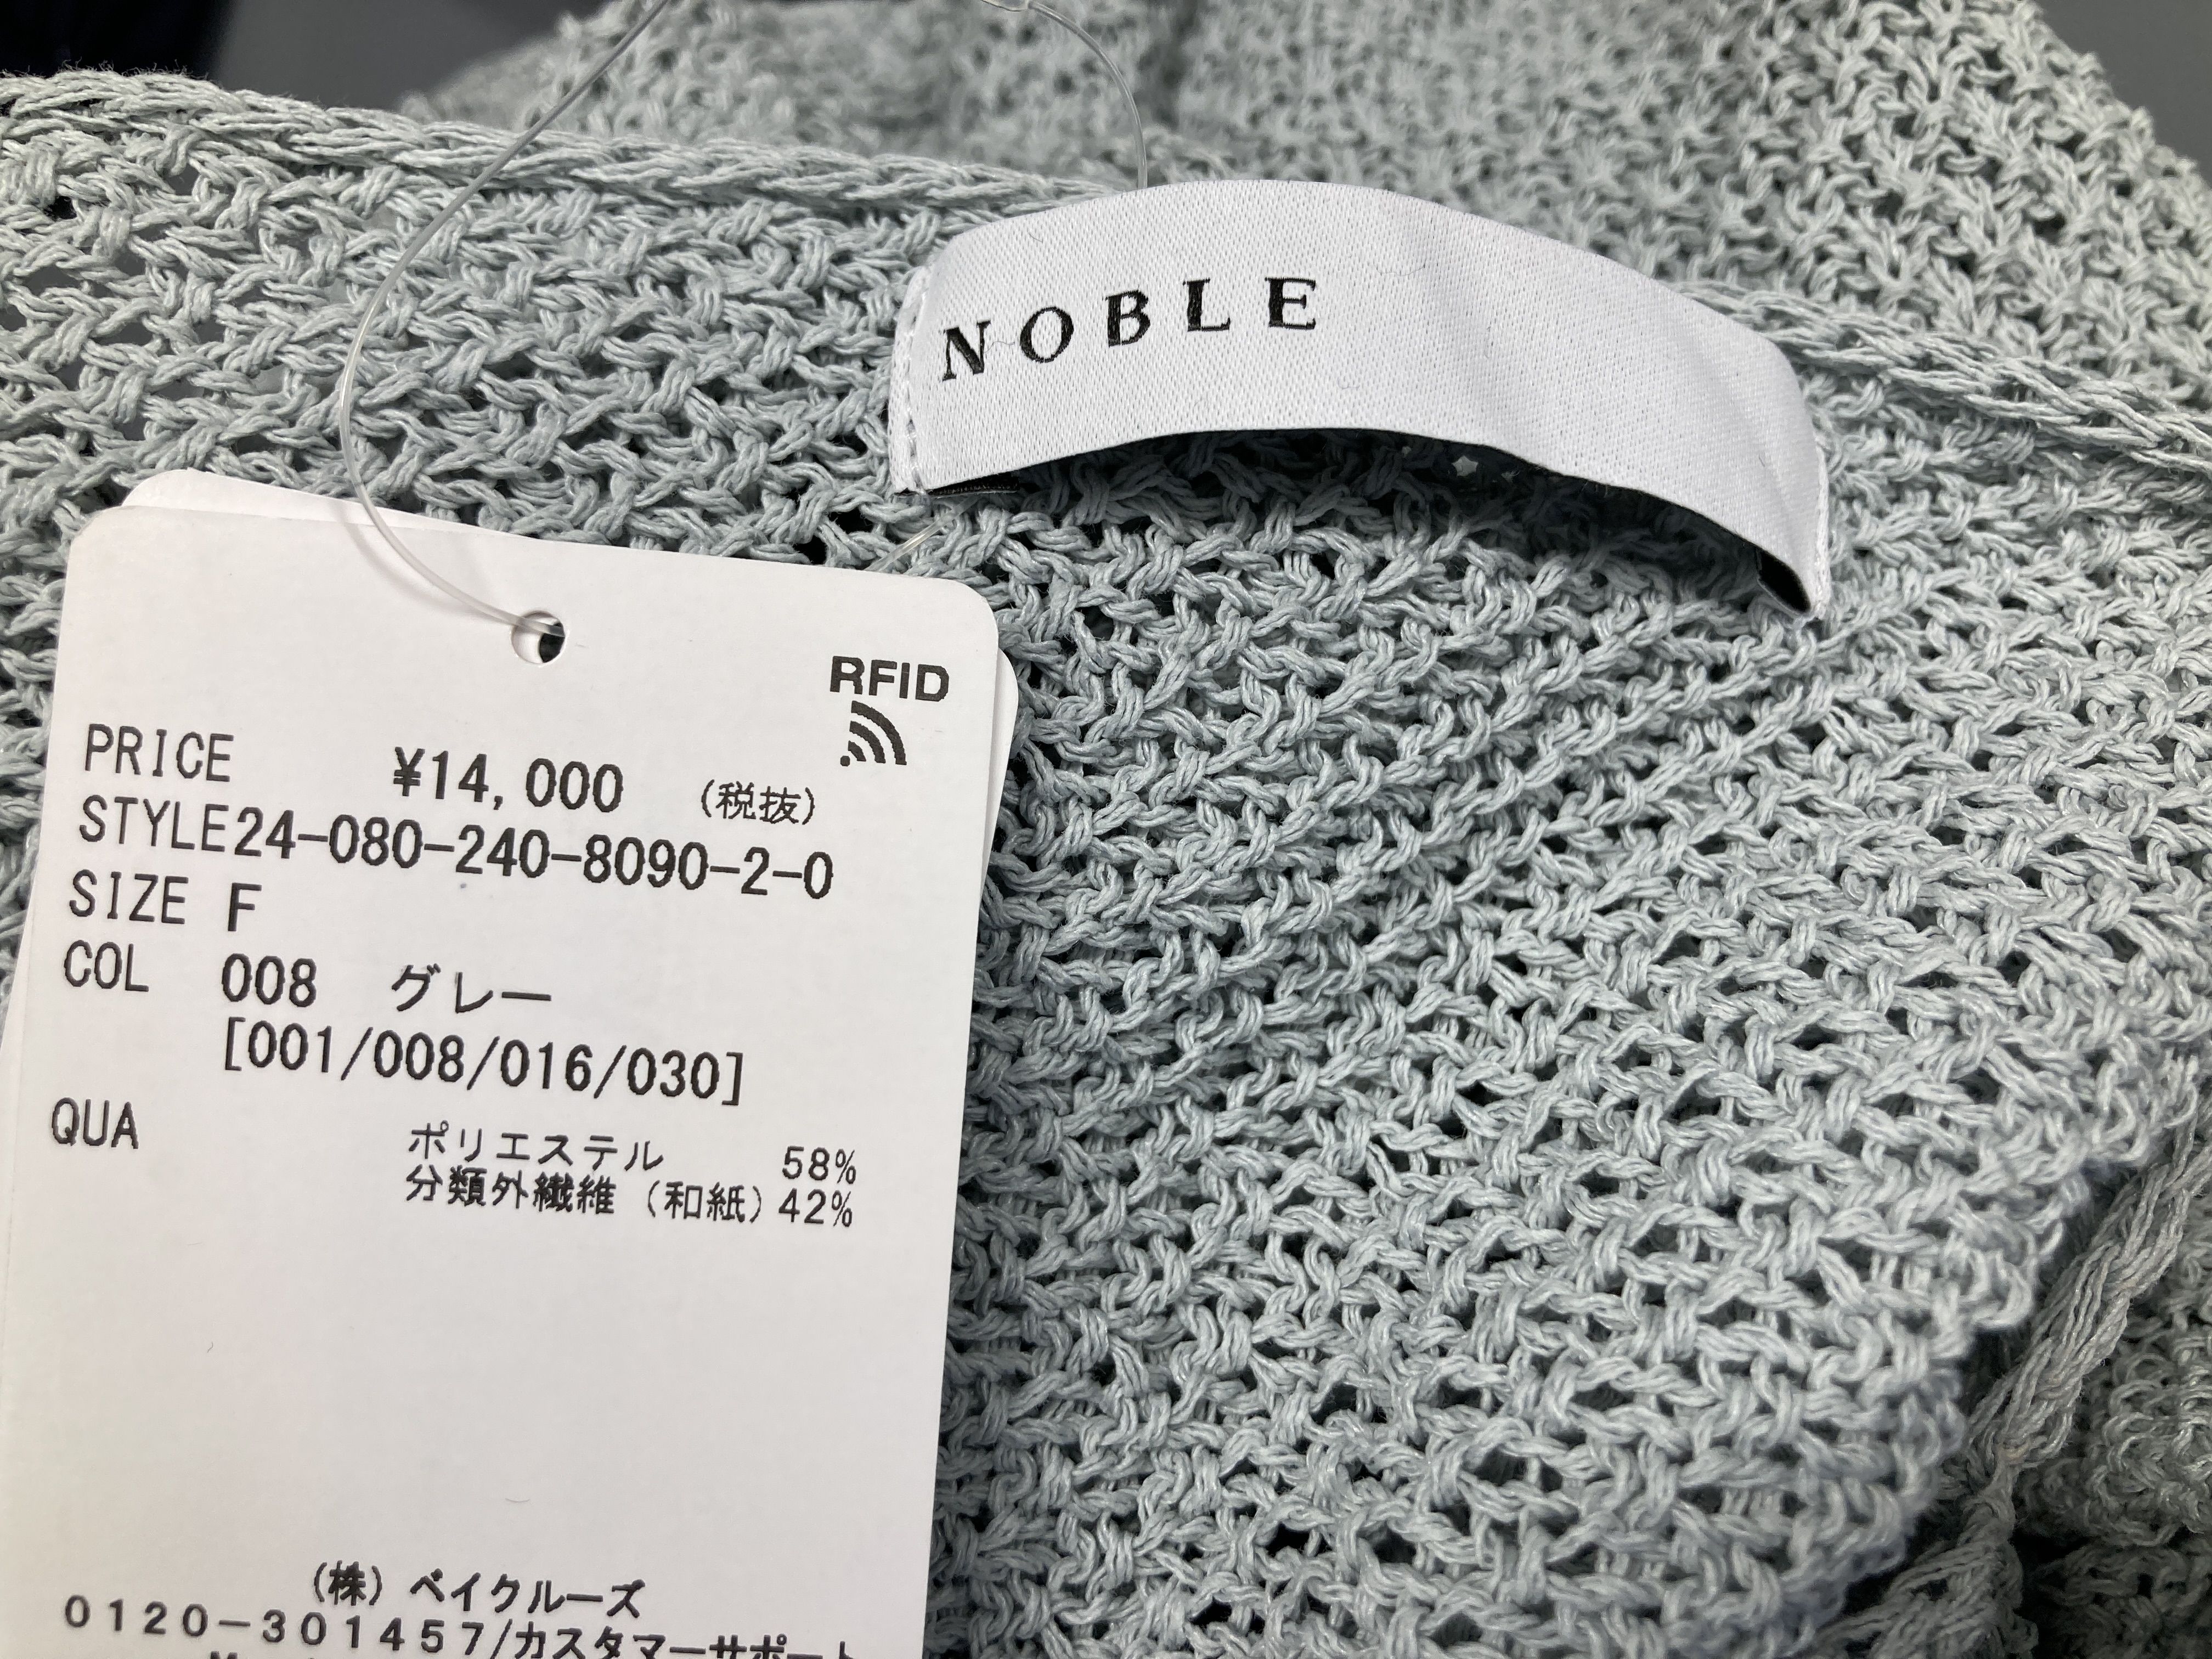 NOBLE
RFID
PRICE ¥14,000 (税抜)
STYLE24-080-240-8090-2-0
SIZE F
COL 008 グレー
[001/008/016/030]
QUA ポリエステル 58%
分類外繊維 (和紙) 42%
(株) ベイクルーズ
0120-301457/カスタマーサポート